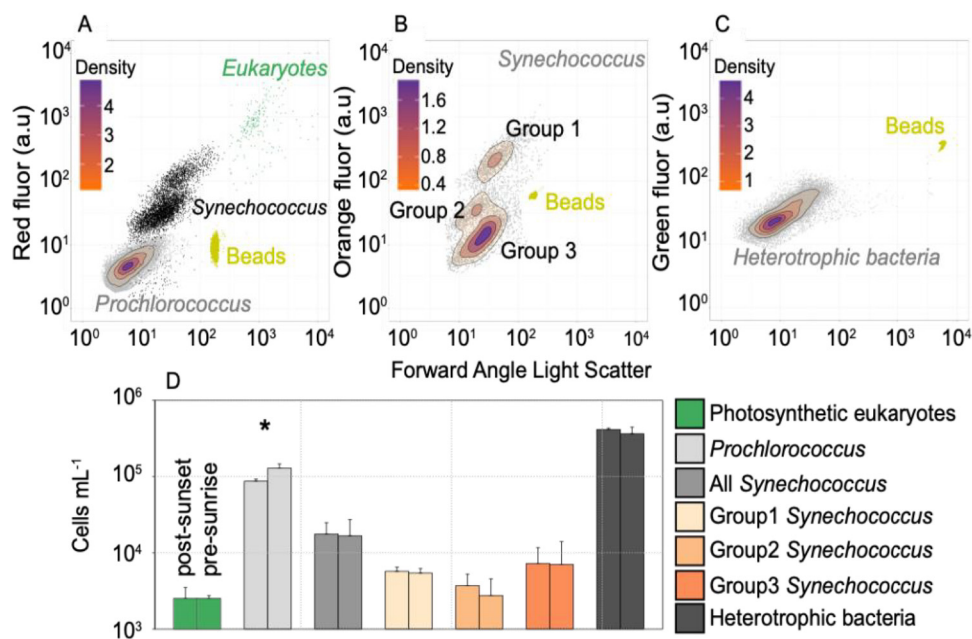 A
10⁴
10³
10²
10¹
10⁰
Red fluor (a.u)
Density
4
3
2
Eukaryotes
Synechococcus
Beads
Prochlorococcus
10⁰ 10¹ 10² 10³ 10⁴
B
10⁴
10³
10²
10¹
10⁰
Orange fluor (a.u)
Density
1.6
1.2
0.8
0.4
Synechococcus
Group 1
Group 2
Beads
Group 3
10⁰ 10¹ 10² 10³ 10⁴
C
10⁴
10³
10²
10¹
10⁰
Green fluor (a.u)
Density
4
3
2
1
Beads
Heterotrophic bacteria
10⁰ 10¹ 10² 10³ 10⁴
Forward Angle Light Scatter
D
10⁶
10⁵
10⁴
10³
Cells mL⁻¹
post-sunset
pre-sunrise
*
Photosynthetic eukaryotes
Prochlorococcus
All Synechococcus
Group1 Synechococcus
Group2 Synechococcus
Group3 Synechococcus
Heterotrophic bacteria